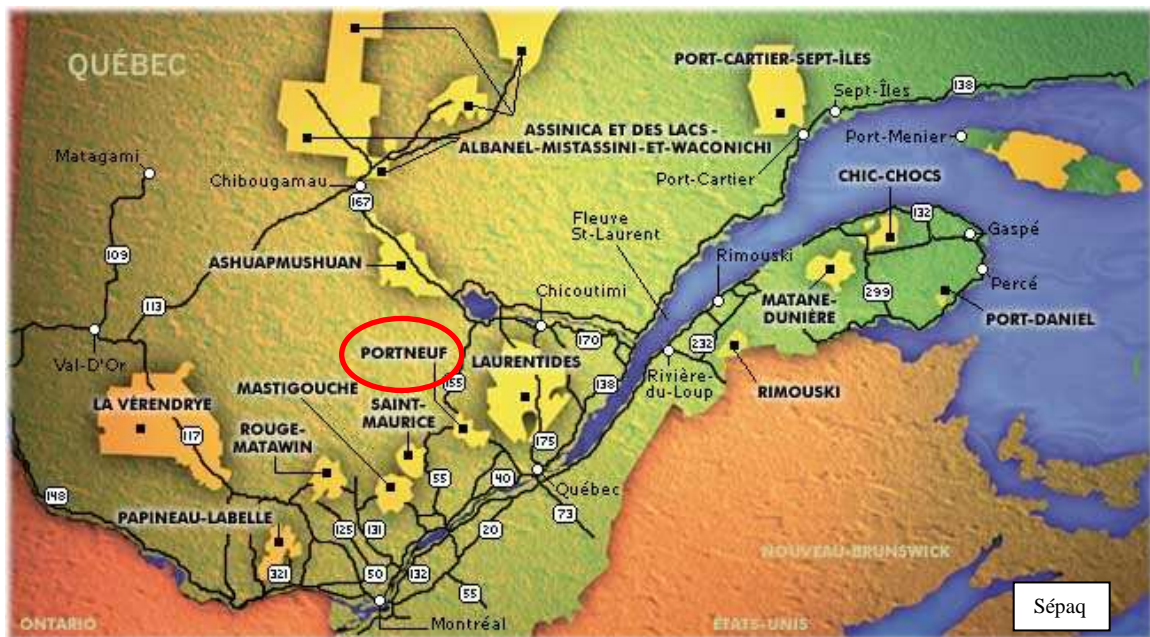 QUÉBEC
PORT-CARTIER-SEPT-ÎLES
138
Sept-Îles
ASSINICA ET DES LACS -
ALBANEL-MISTASSINI-ET-WACONICHI
Port-Menier
Matagami
Chibougamau
Port-Cartier
CHIC-CHOCS
167
Fleuve
St-Laurent
132
Gaspé
109
ASHUAPMUSHUAN
Rimouski
Percé
113
Chicoutimi
MATANE-
DUNIÈRE
299
PORT-DANIEL
Val-D'Or
170
232
PORTNEUF
LAURENTIDES
Rivière-
du-Loup
RIMOUSKI
MASTIGOUCHE
155
138
LA VÉRENDRYE
SAINT-
MAURICE
117
ROUGE-
MATAWIN
175
55
40
Québec
148
73
PAPINEAU-LABELLE
125
131
20
NOUVEAU-BRUNSWICK
321
50
132
55
Sépaq
ONTARIO
Montréal
ÉTATS-UNIS